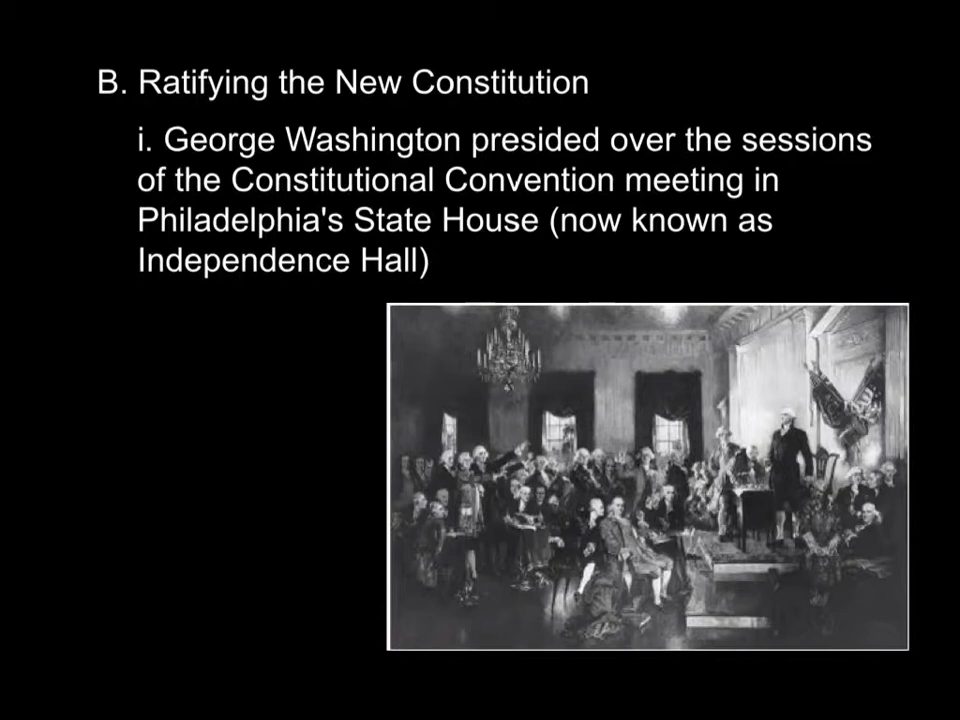 B. Ratifying the New Constitution
i. George Washington presided over the sessions
of the Constitutional Convention meeting in
Philadelphia's State House (now known as
Independence Hall)